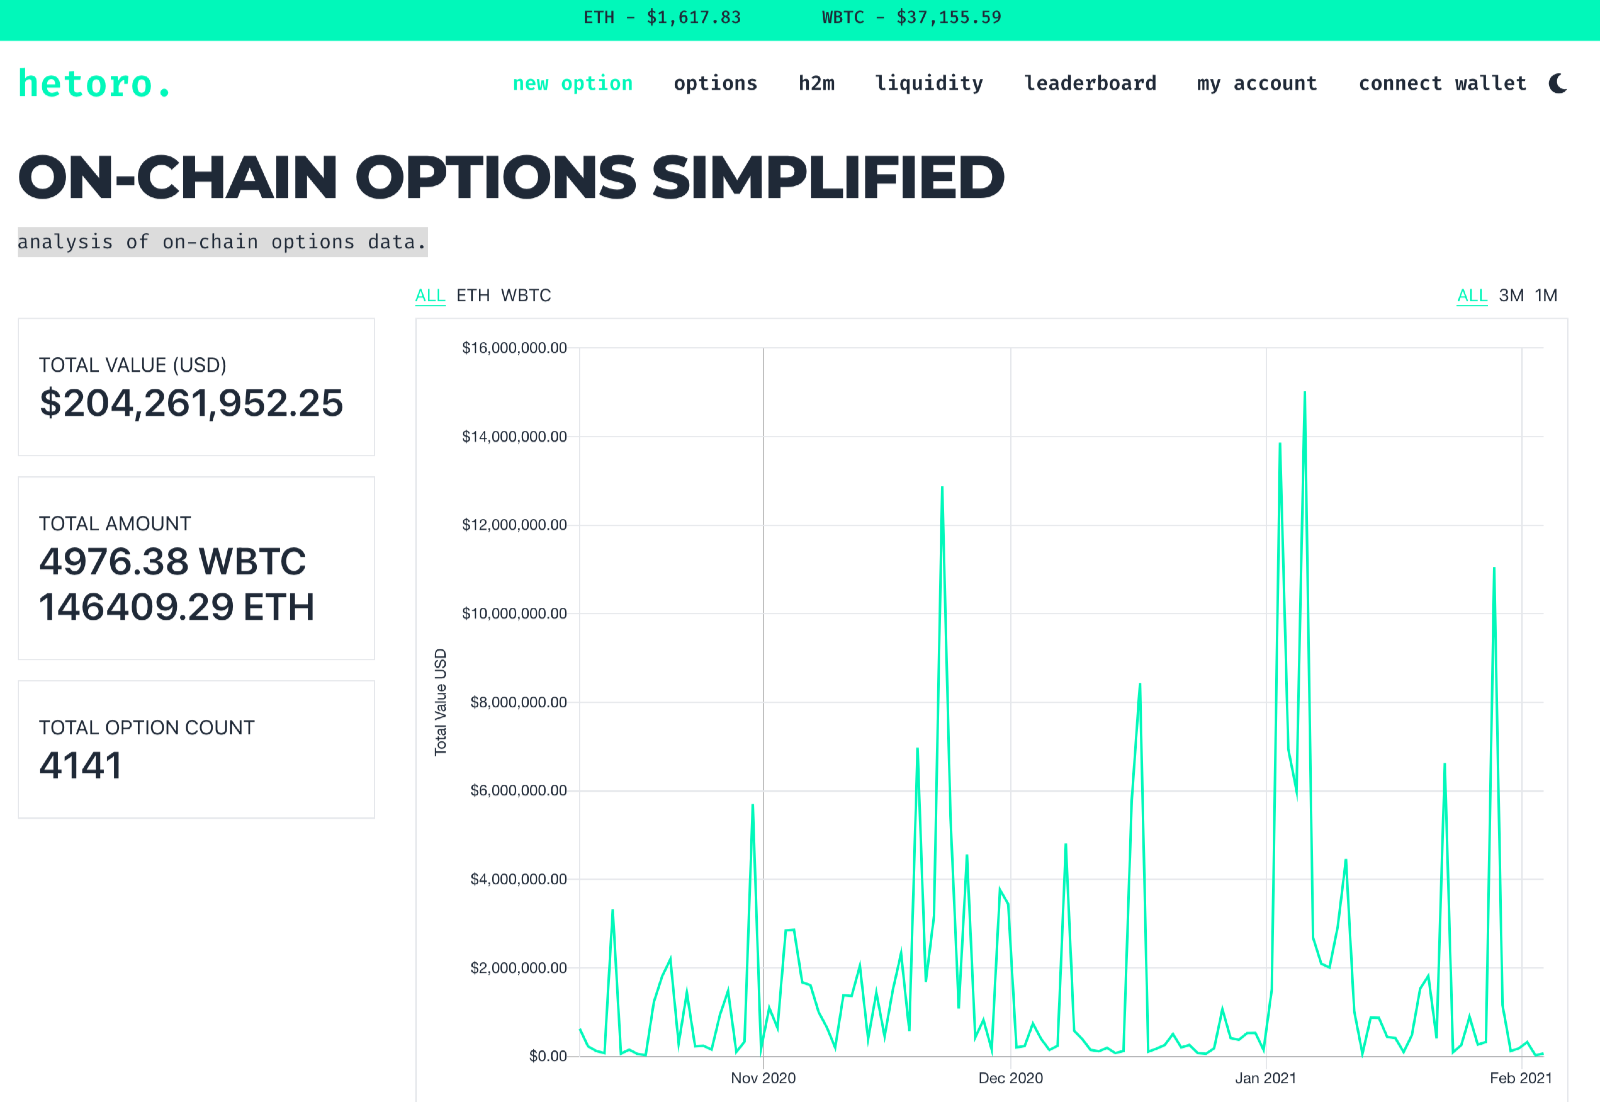 ETH - $1,617.83 WBTC - $37,155.59
hetoro. new option options h2m liquidity leaderboard my account connect wallet
ON-CHAIN OPTIONS SIMPLIFIED
analysis of on-chain options data.
ALL ETH WBTC ALL 3M 1M
TOTAL VALUE (USD)
$204,261,952.25
TOTAL AMOUNT
4976.38 WBTC
146409.29 ETH
TOTAL OPTION COUNT
4141
Total Value USD
$16,000,000.00
$14,000,000.00
$12,000,000.00
$10,000,000.00
$8,000,000.00
$6,000,000.00
$4,000,000.00
$2,000,000.00
$0.00
Nov 2020 Dec 2020 Jan 2021 Feb 2021